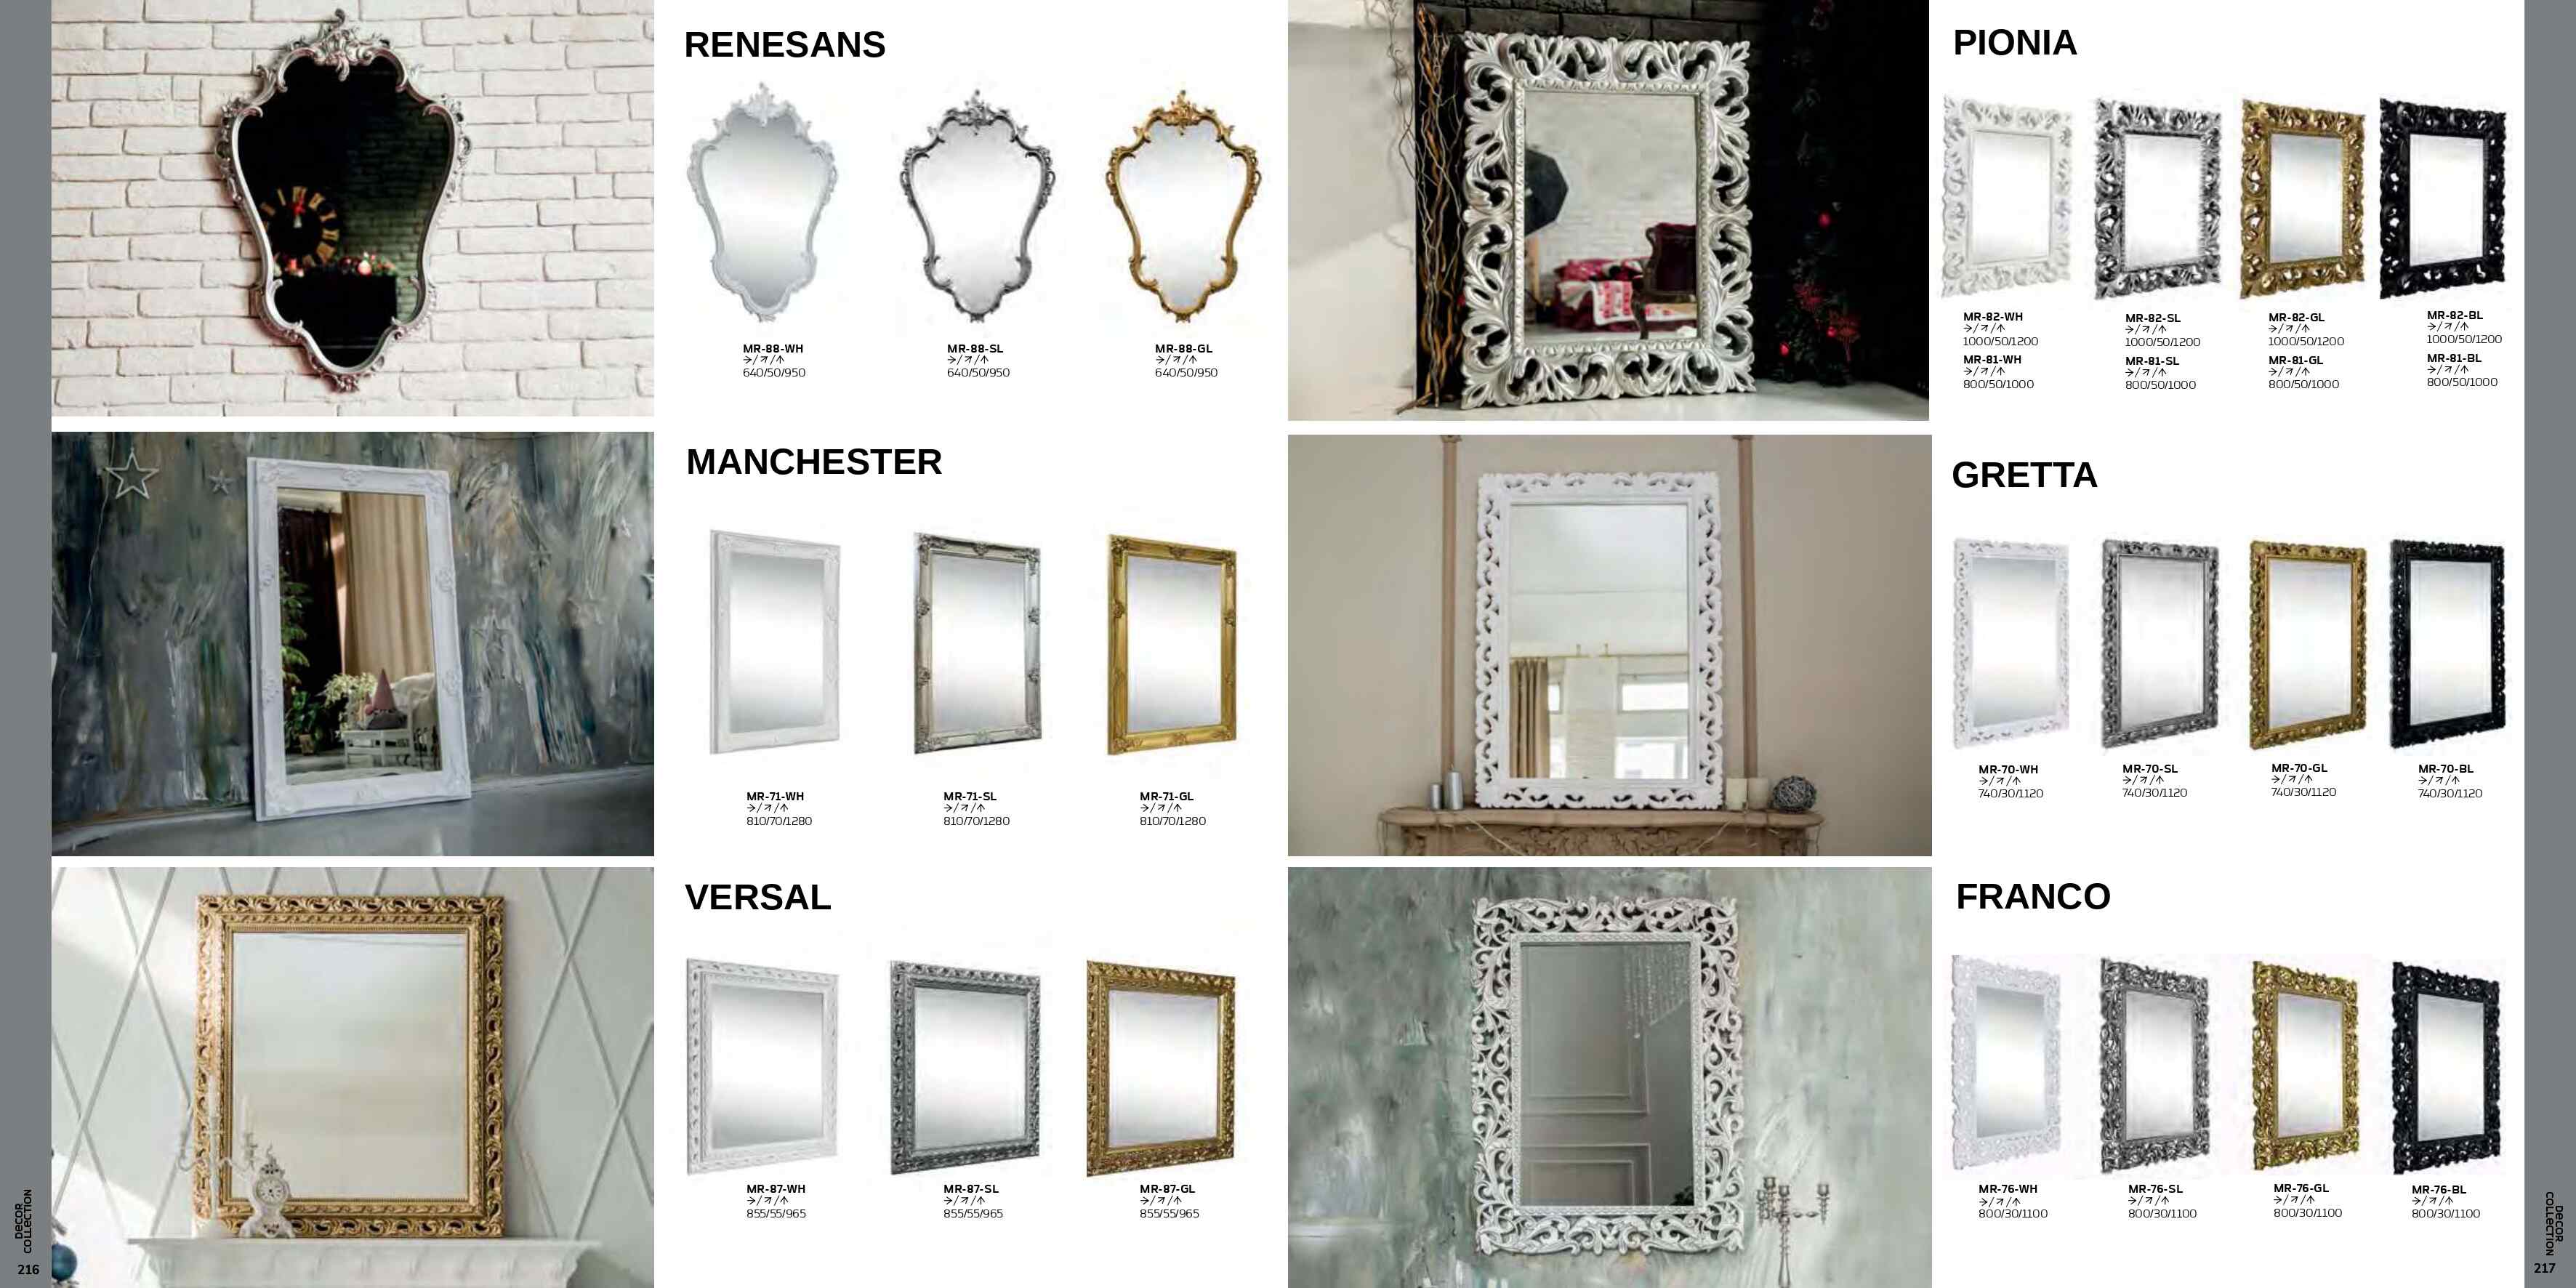 RENESANS
MR-88-WH
→/↗/↑
640/50/950
MR-88-SL
→/↗/↑
640/50/950
MR-88-GL
→/↗/↑
640/50/950
MANCHESTER
MR-71-WH
→/↗/↑
810/70/1280
MR-71-SL
→/↗/↑
810/70/1280
MR-71-GL
→/↗/↑
810/70/1280
VERSAL
MR-87-WH
→/↗/↑
855/55/965
MR-87-SL
→/↗/↑
855/55/965
MR-87-GL
→/↗/↑
855/55/965
DECOR
COLLECTION
216
PIONIA
MR-82-WH
→/↗/↑
1000/50/1200
MR-81-WH
→/↗/↑
800/50/1000
MR-82-SL
→/↗/↑
1000/50/1200
MR-81-SL
→/↗/↑
800/50/1000
MR-82-GL
→/↗/↑
1000/50/1200
MR-81-GL
→/↗/↑
800/50/1000
MR-82-BL
→/↗/↑
1000/50/1200
MR-81-BL
→/↗/↑
800/50/1000
GRETTA
MR-70-WH
→/↗/↑
740/30/1120
MR-70-SL
→/↗/↑
740/30/1120
MR-70-GL
→/↗/↑
740/30/1120
MR-70-BL
→/↗/↑
740/30/1120
FRANCO
MR-76-WH
→/↗/↑
800/30/1100
MR-76-SL
→/↗/↑
800/30/1100
MR-76-GL
→/↗/↑
800/30/1100
MR-76-BL
→/↗/↑
800/30/1100
DECOR
COLLECTION
217